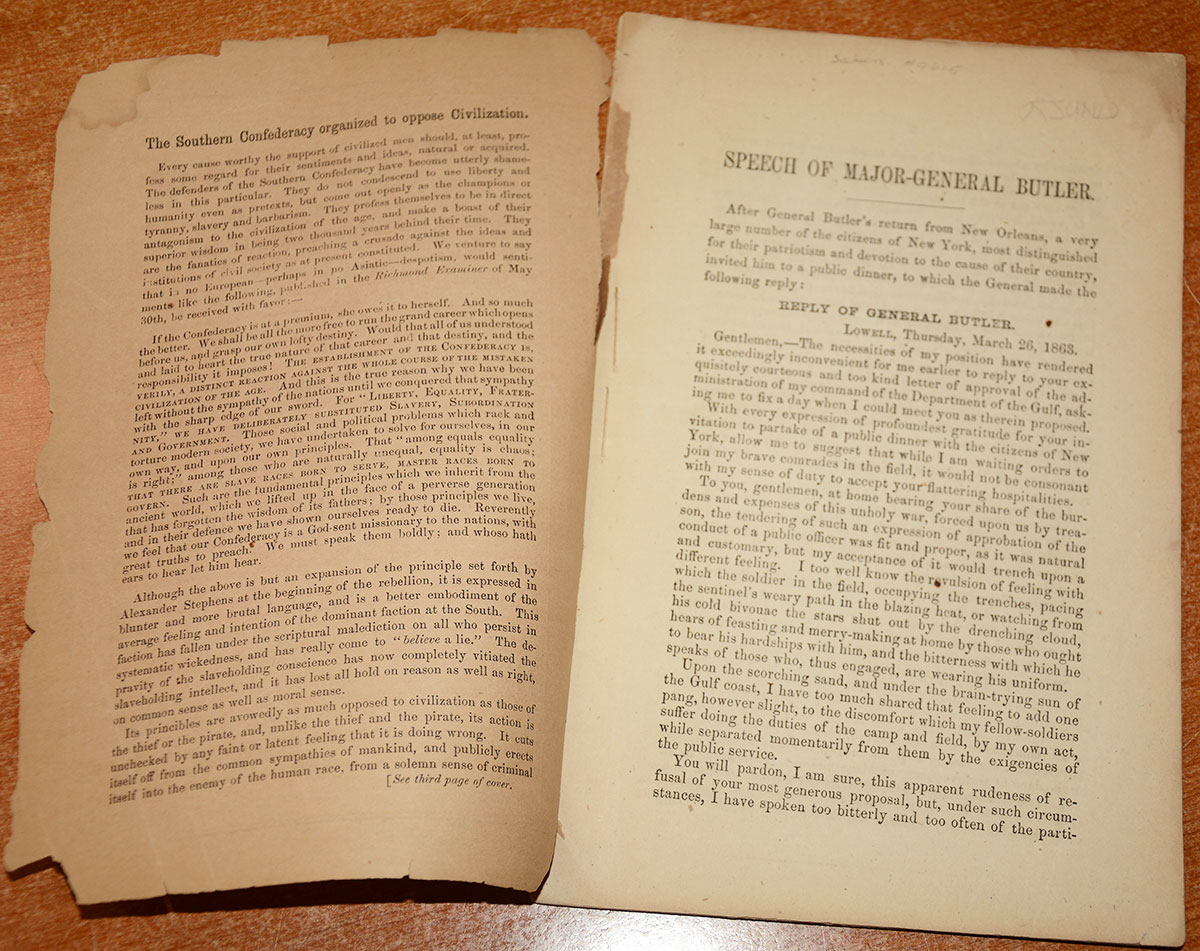 The Southern Confederacy organized to oppose Civilization.
Every cause worthy the support of civilized men should, at least, pro-
fess some regard for their sentiments and ideas, natural or acquired.
The defenders of the Southern Confederacy have become utterly shame-
less in this particular. They do not condescend to use liberty and
humanity even as pretexts, but come out openly as the champions or
tyranny, slavery and barbarism. They profess themselves to be in direct
antagonism to the civilization of the age, and make a boast of their
superior wisdom in being two thousand years behind their time. They
are the fanatics of reaction, preaching a crusade against the ideas and
institutions of civil society as at present constituted. We venture to say
that in no European—perhaps in no Asiatic—despotism, would senti-
ments like the following, published in the Richmond Examiner of May
30th, be received with favor:—
If the Confederacy is at a premium, she owes it to herself. And so much
the better. We shall be all the more free to run the grand career which opens
before us, and grasp our own lofty destiny. Would that all of us understood
and laid to heart the true nature of that career and that destiny, and the
responsibility it imposes! THE ESTABLISHMENT OF THE CONFEDERACY IS,
VERILY, A DISTINCT REACTION AGAINST THE WHOLE COURSE OF THE MISTAKEN
CIVILIZATION OF THE AGE. And this is the true reason why we have been
left without the sympathy of the nations until we conquered that sympathy
with the sharp edge of our sword. For "LIBERTY, EQUALITY, FRATER-
NITY," WE HAVE DELIBERATELY SUBSTITUTED SLAVERY, SUBORDINATION
AND GOVERNMENT. Those social and political problems which rack and
torture modern society, we have undertaken to solve for ourselves, in our
own way, and upon our own principles. That "among equals equality
is right;" among those who are naturally unequal, equality is chaos;
THAT THERE ARE SLAVE RACES BORN TO SERVE, MASTER RACES BORN TO
GOVERN. Such are the fundamental principles which we inherit from the
ancient world, which we lifted up in the face of a perverse generation
that has forgotten the wisdom of its fathers; by those principles we live,
and in their defence we have shown ourselves ready to die. Reverently
we feel that our Confederacy is a God-sent missionary to the nations, with
great truths to preach. We must speak them boldly; and whoso hath
ears to hear let him hear.
Although the above is but an expansion of the principle set forth by
Alexander Stephens at the beginning of the rebellion, it is expressed in
blunter and more brutal language, and is a better embodiment of the
average feeling and intention of the dominant faction at the South. This
faction has fallen under the scriptural malediction on all who persist in
systematic wickedness, and has really come to "believe a lie." The de-
pravity of the slaveholding conscience has now completely vitiated the
slaveholding intellect, and it has lost all hold on reason as well as right,
on common sense as well as moral sense.
Its princibles are avowedly as much opposed to civilization as those of
the thief or the pirate, and, unlike the thief and the pirate, its action is
unchecked by any faint or latent feeling that it is doing wrong. It cuts
itself off from the common sympathies of mankind, and publicly erects
itself into the enemy of the human race, from a solemn sense of criminal
[See third page of cover.
SPEECH OF MAJOR-GENERAL BUTLER.
After General Butler's return from New Orleans, a very
large number of the citizens of New York, most distinguished
for their patriotism and devotion to the cause of their country,
invited him to a public dinner, to which the General made the
following reply:
REPLY OF GENERAL BUTLER.
LOWELL, Thursday, March 26, 1863.
Gentlemen,—The necessities of my position have rendered
it exceedingly inconvenient for me earlier to reply to your ex-
quisitely courteous and too kind letter of approval of the ad-
ministration of my command of the Department of the Gulf, ask-
ing me to fix a day when I could meet you as therein proposed.
With every expression of profoundest gratitude for your in-
vitation to partake of a public dinner with the citizens of New
York, allow me to suggest that while I am waiting orders to
join my brave comrades in the field, it would not be consonant
with my sense of duty to accept your flattering hospitalities.
To you, gentlemen, at home bearing your share of the bur-
dens and expenses of this unholy war, forced upon us by trea-
son, the tendering of such an expression of approbation of the
conduct of a public officer was fit and proper, as it was natural
and customary, but my acceptance of it would trench upon a
different feeling. I too well know the revulsion of feeling with
which the soldier in the field, occupying the trenches, pacing
the sentinel's weary path in the blazing heat, or watching from
his cold bivouac the stars shut out by the drenching cloud,
hears of feasting and merry-making at home by those who ought
to bear his hardships with him, and the bitterness with which he
speaks of those who, thus engaged, are wearing his uniform.
Upon the scorching sand, and under the brain-trying sun of
the Gulf coast, I have too much shared that feeling to add one
pang, however slight, to the discomfort which my fellow-soldiers
suffer doing the duties of the camp and field, by my own act,
while separated momentarily from them by the exigencies of
the public service.
You will pardon, I am sure, this apparent rudeness of re-
fusal of your most generous proposal, but, under such circum-
stances, I have spoken too bitterly and too often of the parti-